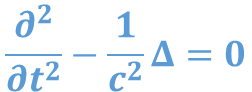 ∂²/∂t² − 1/c² Δ = 0